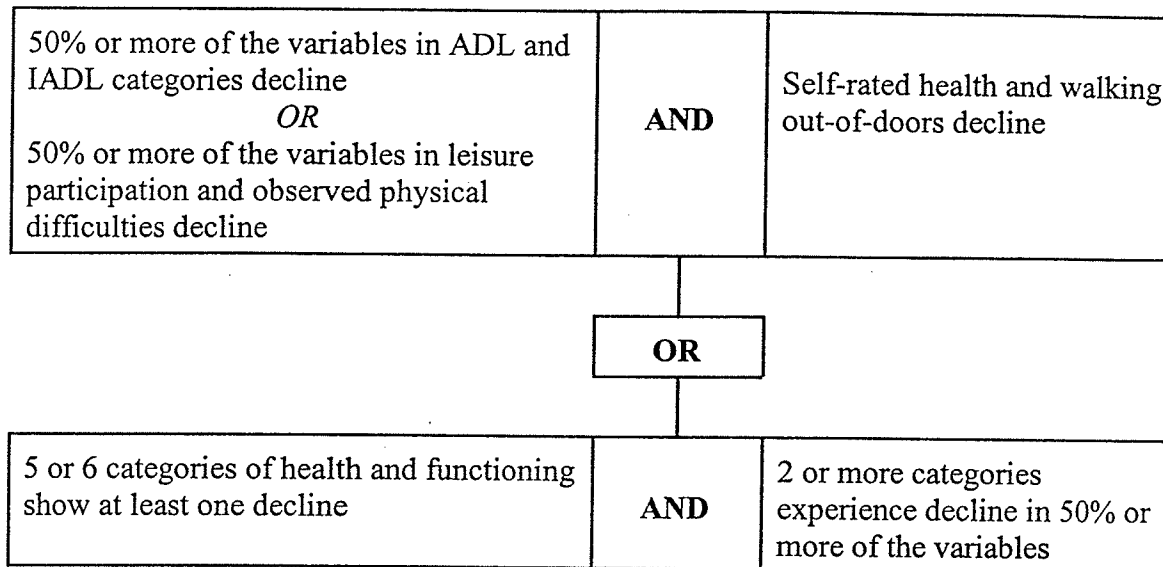 50% or more of the variables in ADL and
IADL categories decline
OR
50% or more of the variables in leisure
participation and observed physical
difficulties decline
AND
Self-rated health and walking
out-of-doors decline
OR
5 or 6 categories of health and functioning
show at least one decline
AND
2 or more categories
experience decline in 50% or
more of the variables